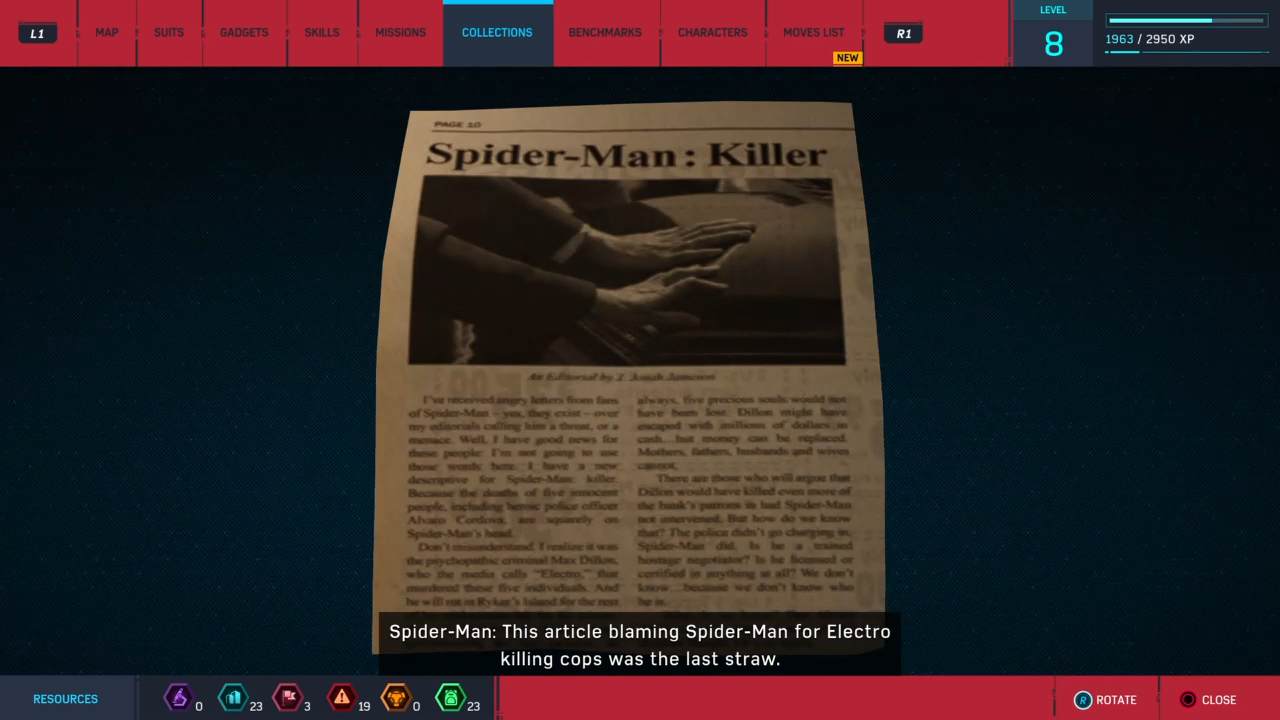 L1 MAP SUITS GADGETS SKILLS MISSIONS COLLECTIONS BENCHMARKS CHARACTERS MOVES LIST R1
NEW
LEVEL
8
1963 / 2950 XP
PAGE 10
Spider-Man: Killer
An Editorial by J. Jonah Jameson
I've received angry letters from fans
of Spider-Man – yes, they exist – over
my editorials calling him a threat, or a
menace. Well, I have good news for
these people: I'm not going to use
those words here. I have a new
descriptive for Spider-Man: killer.
Because the deaths of five innocent
people, including heroic police officer
Alvaro Cordova, are squarely on
Spider-Man's head.
Don't misunderstand. I realize it was
the psychopathic criminal Max Dillon,
who the media calls "Electro," that
murdered these five individuals. And
he will rot in Ryker's Island for the rest
always, five precious souls would not
have been lost. Dillon might have
escaped with millions of dollars in
cash...but money can be replaced.
Mothers, fathers, husbands and wives
cannot.
There are those who will argue that
Dillon would have killed even more of
the bank's patrons in had Spider-Man
not intervened. But how do we know
that? The police didn't go charging in,
Spider-Man did. Is he a trained
hostage negotiator? Is he licensed or
certified in anything at all? We don't
know...because we don't know who
he is.
Spider-Man: This article blaming Spider-Man for Electro
killing cops was the last straw.
RESOURCES 0 23 3 19 0 23
R ROTATE CLOSE